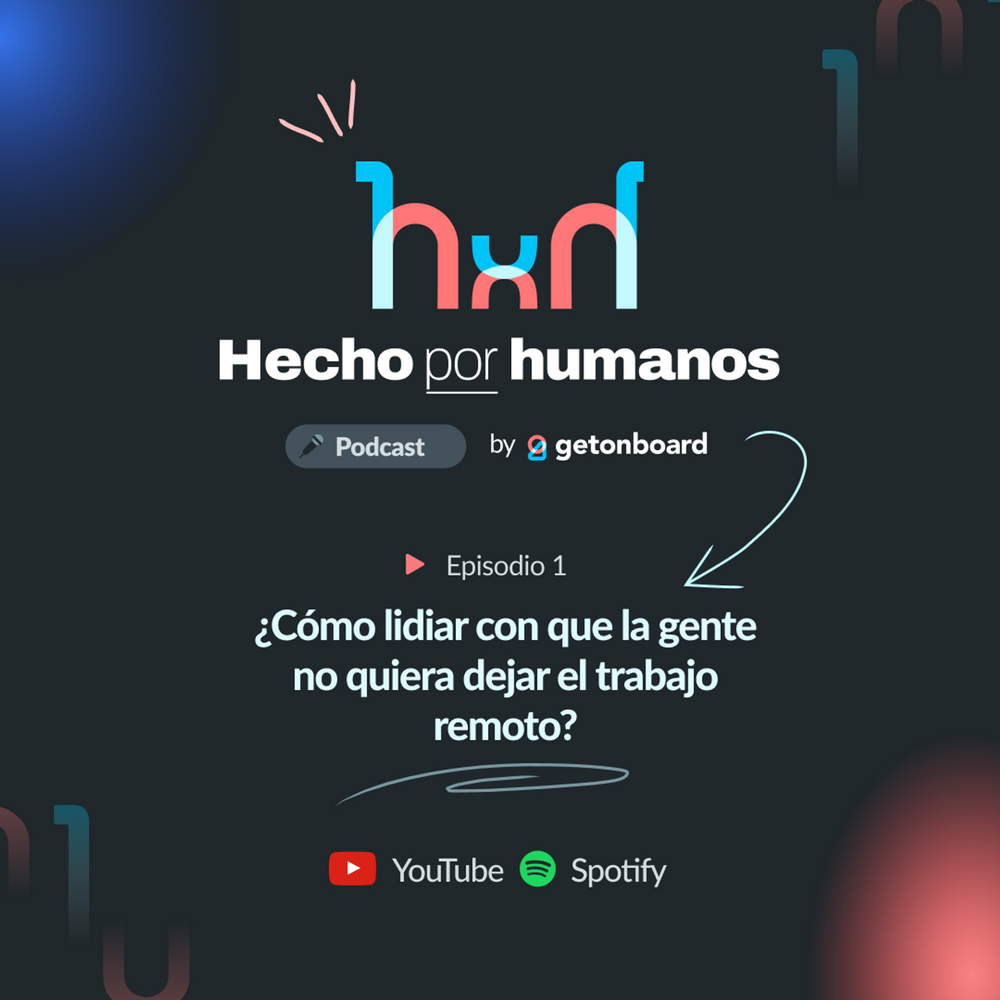 hxh
Hecho por humanos
Podcast by getonboard
Episodio 1
¿Cómo lidiar con que la gente
no quiera dejar el trabajo
remoto?
YouTube Spotify